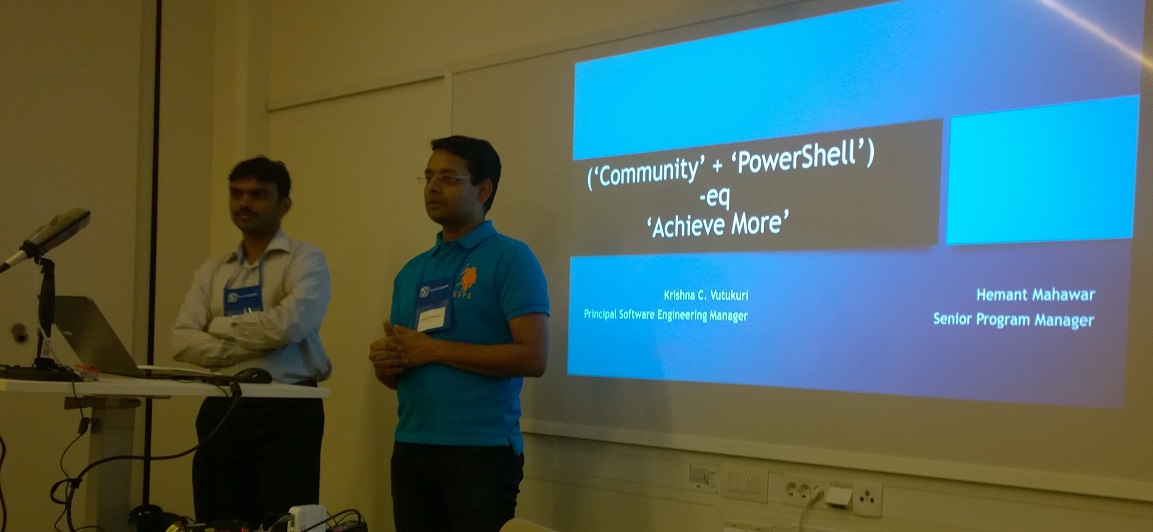 (‘Community’ + ‘PowerShell’)
-eq
‘Achieve More’
Krishna C. Vutukuri
Principal Software Engineering Manager
Hemant Mahawar
Senior Program Manager